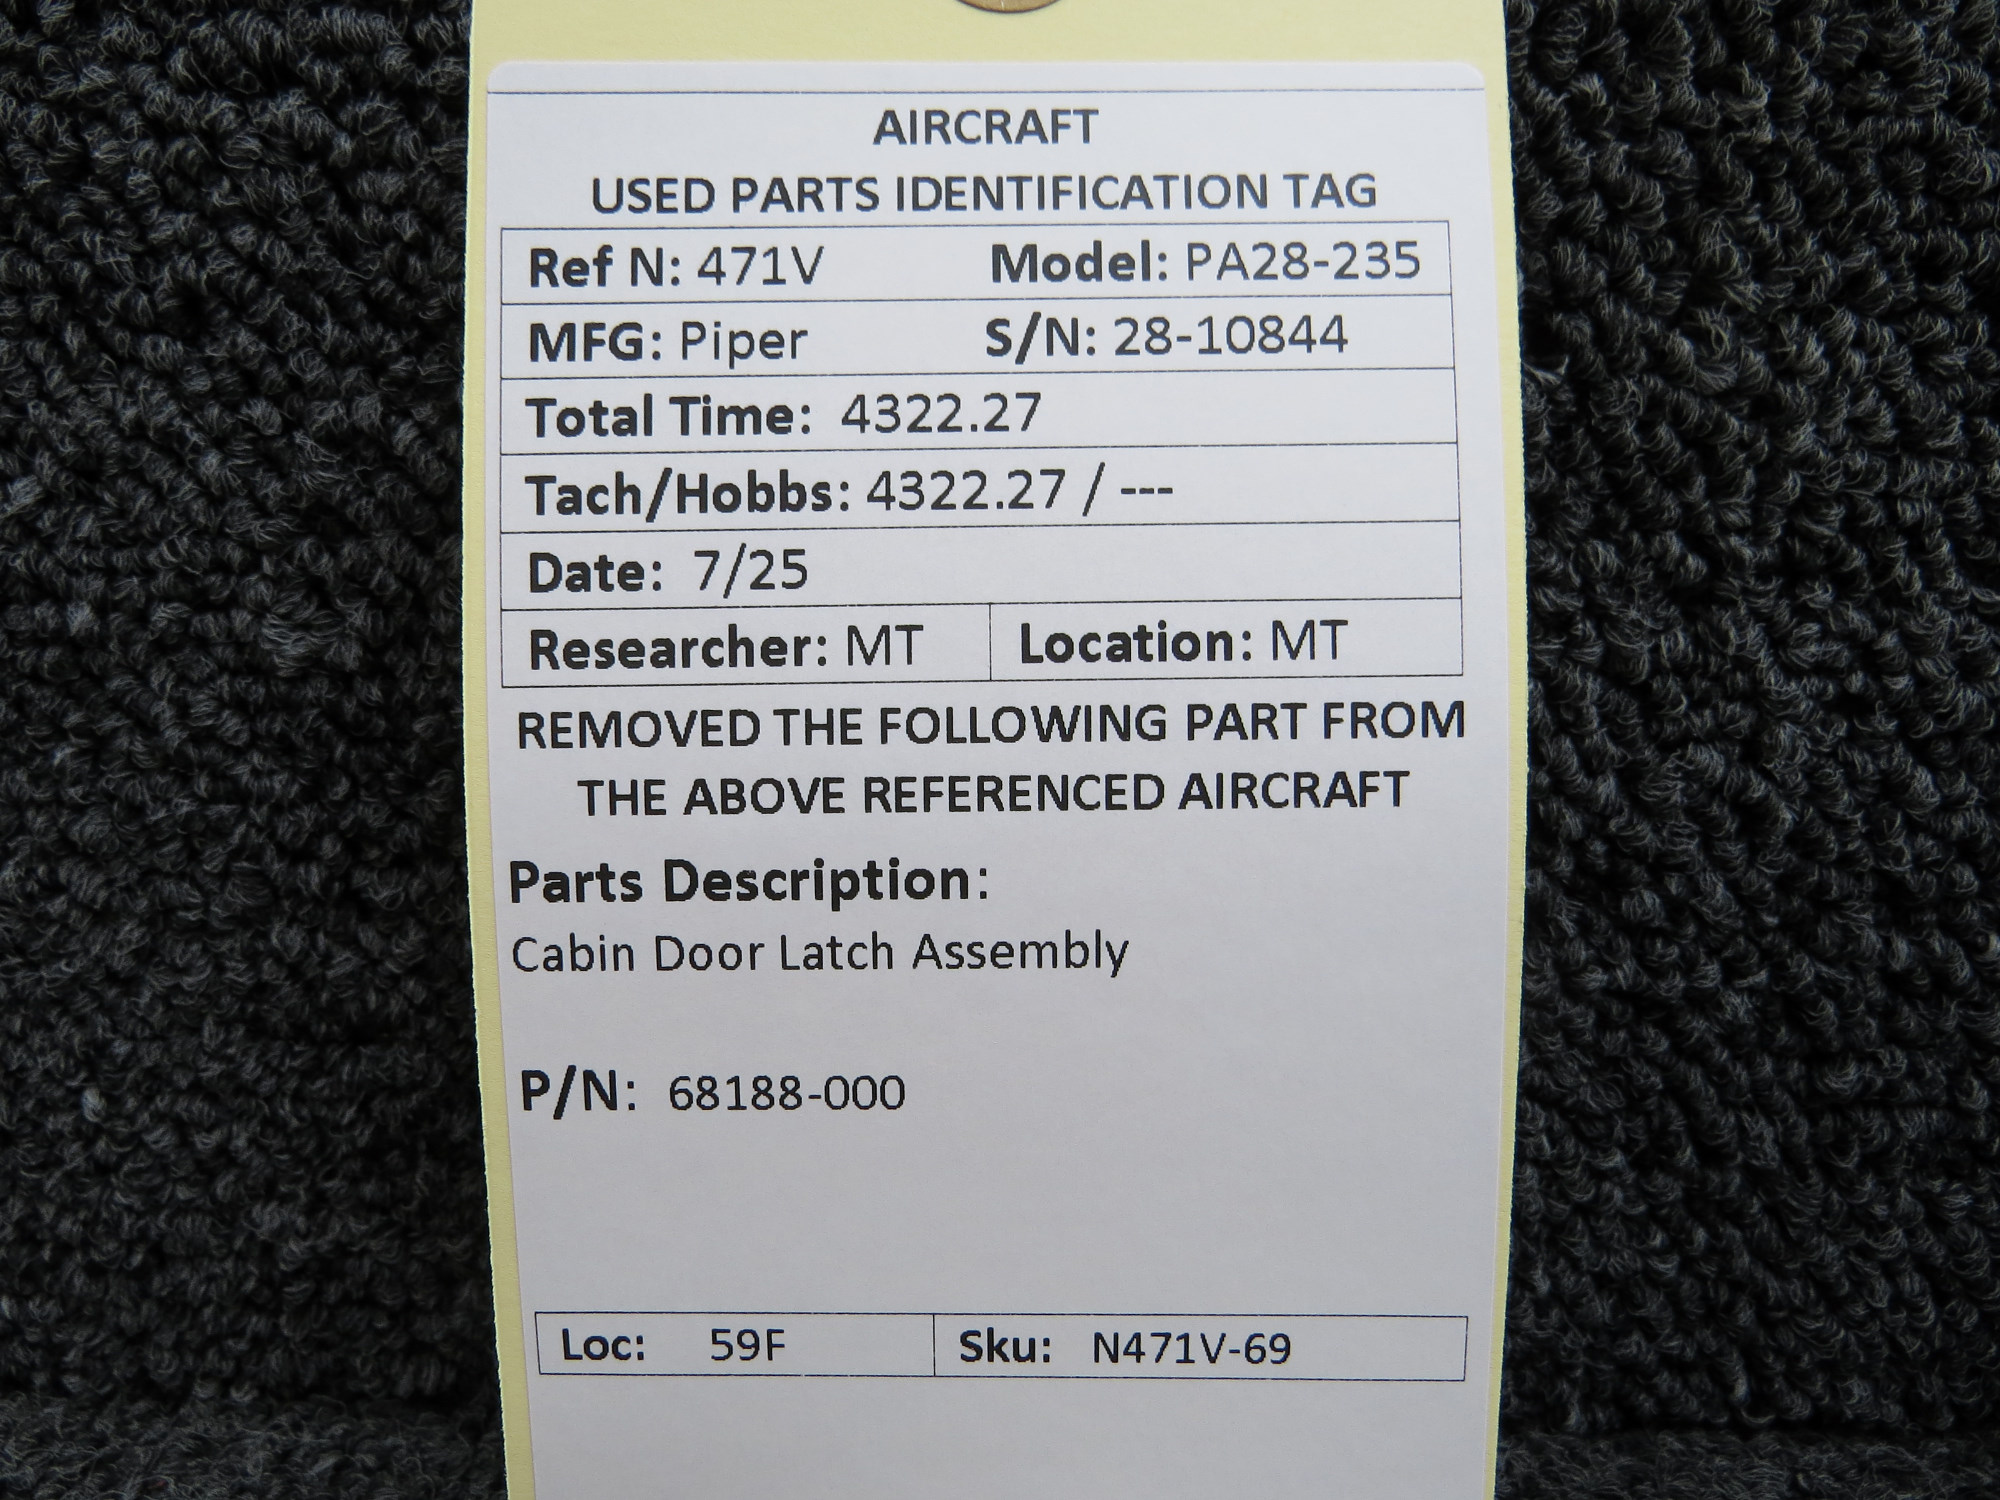 AIRCRAFT
USED PARTS IDENTIFICATION TAG
Ref N: 471V Model: PA28-235
MFG: Piper S/N: 28-10844
Total Time: 4322.27
Tach/Hobbs: 4322.27 / ---
Date: 7/25
Researcher: MT Location: MT
REMOVED THE FOLLOWING PART FROM
THE ABOVE REFERENCED AIRCRAFT
Parts Description:
Cabin Door Latch Assembly
P/N: 68188-000
Loc: 59F Sku: N471V-69